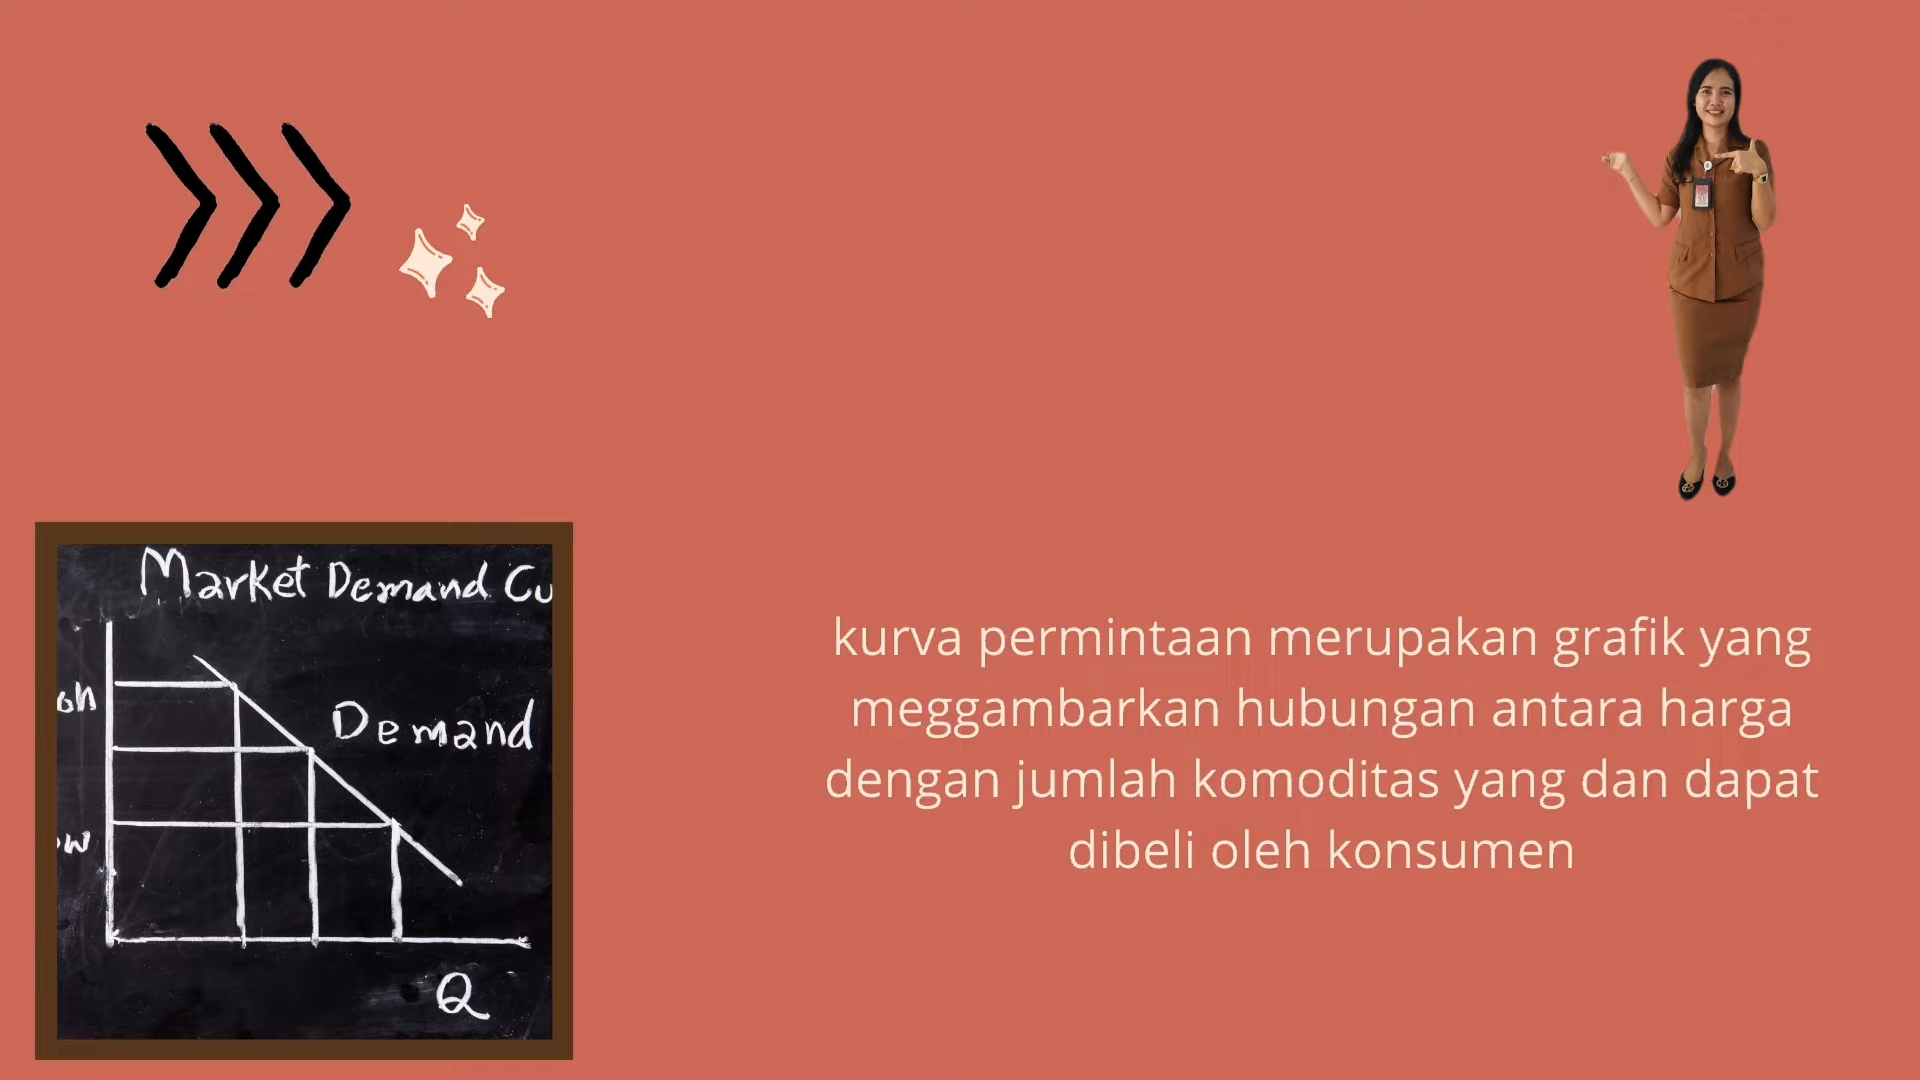 Market Demand Cu
Demand
Q
kurva permintaan merupakan grafik yang
meggambarkan hubungan antara harga
dengan jumlah komoditas yang dan dapat
dibeli oleh konsumen